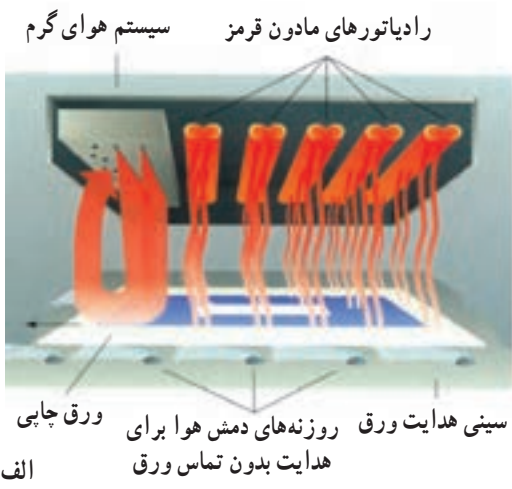 رادیاتورهای مادون قرمز
سیستم هوای گرم
سینی هدایت ورق
روزنه‌های دمش هوا برای
هدایت بدون تماس ورق
ورق چاپی
الف